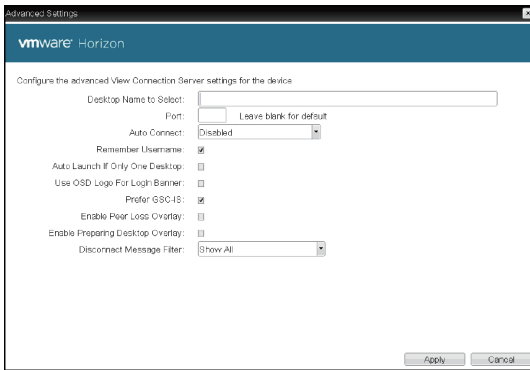 Advanced Settings
vmware Horizon
Configure the advanced View Connection Server settings for the device
Desktop Name to Select:
Port: Leave blank for default
Auto Connect: Disabled
Remember Username:
Auto Launch If Only One Desktop:
Use OSD Logo For Login Banner:
Prefer GSC-IS:
Enable Peer Loss Overlay:
Enable Preparing Desktop Overlay:
Disconnect Message Filter: Show All
Apply Cancel